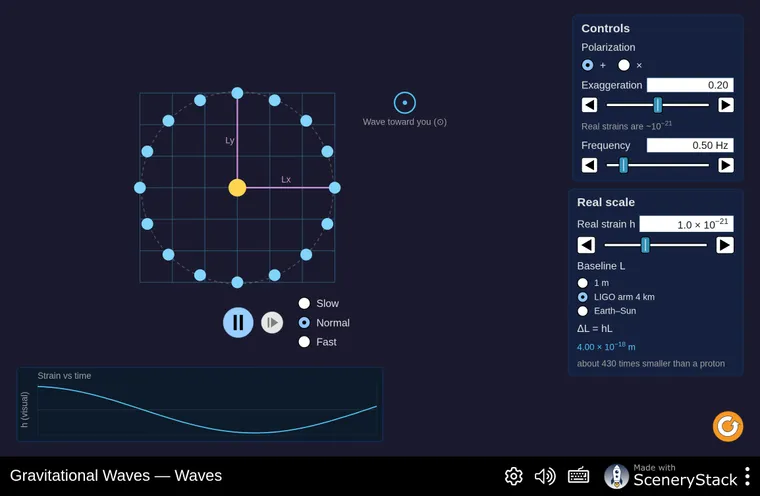 Controls
Polarization
+ ×
Wave toward you (⊙)
Exaggeration 0.20
Real strains are ~10⁻²¹
Frequency 0.50 Hz
Ly
Lx
Real scale
Real strain h 1.0 × 10⁻²¹
Baseline L
1 m
LIGO arm 4 km
Earth–Sun
ΔL = hL
4.00 × 10⁻¹⁸ m
about 430 times smaller than a proton
Slow
Normal
Fast
Strain vs time
h (visual)
Gravitational Waves — Waves
Made with
SceneryStack